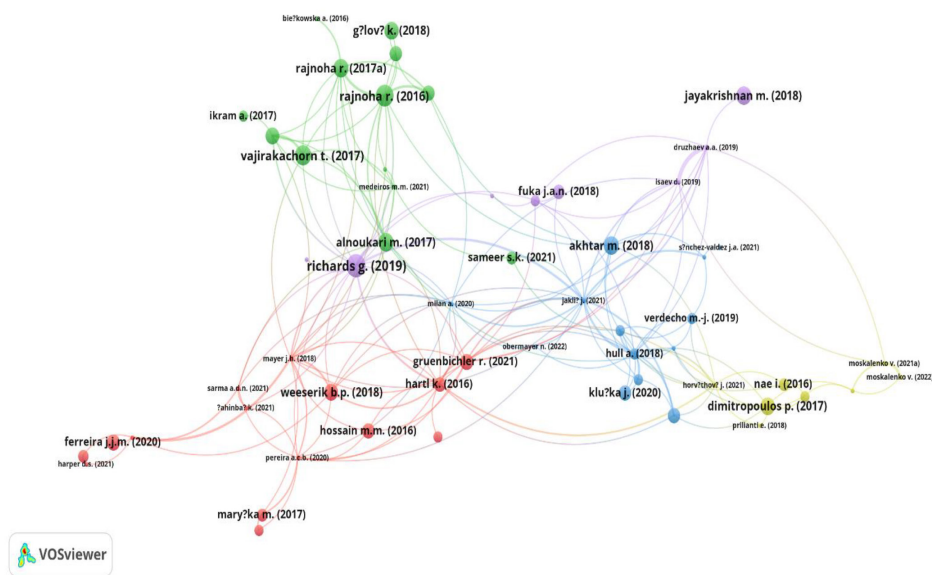 bie?kowska a. (2016)
g?lov? k. (2018)
rajnoha r. (2017a)
rajnoha r. (2016)
jayakrishnan m. (2018)
ikram a. (2017)
druzhaev a.a. (2019)
vajirakachorn t. (2017)
isaev d. (2019)
medeiros m.m. (2021)
fuka j.a.n. (2018)
alnoukari m. (2017)
akhtar m. (2018)
s?nchez-valdez j.a. (2021)
sameer s.k. (2021)
richards g. (2019)
milan a. (2020)
jakli? j. (2021)
verdecho m.-j. (2019)
obermayer n. (2022)
mayer j.h. (2018)
gruenbichler r. (2021)
hull a. (2018)
moskalenko v. (2021a)
moskalenko v. (2022
sarma a.d.n. (2021)
weeserik b.p. (2018)
hartl k. (2016)
klu?ka j. (2020)
horv?thov? j. (2021)
nae i. (2016)
?ahinba? k. (2021)
dimitropoulos p. (2017)
prilianti e. (2018)
hossain m.m. (2016)
ferreira j.j.m. (2020)
harper d.s. (2021)
pereira a.c.b. (2020)
mary?ka m. (2017)
VOSviewer